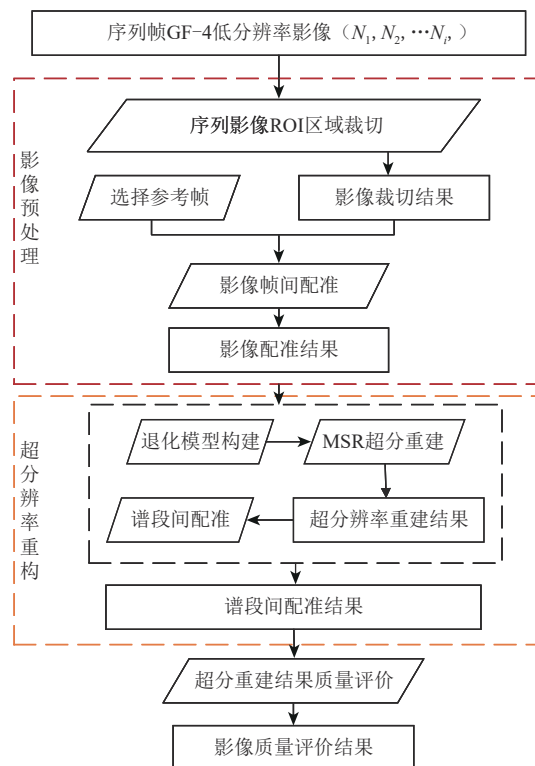 序列帧GF-4低分辨率影像（N1, N2, …Ni,）
影像预处理
序列影像ROI区域裁切
选择参考帧
影像裁切结果
影像帧间配准
影像配准结果
超分辨率重构
退化模型构建
MSR超分重建
谱段间配准
超分辨率重建结果
谱段间配准结果
超分重建结果质量评价
影像质量评价结果